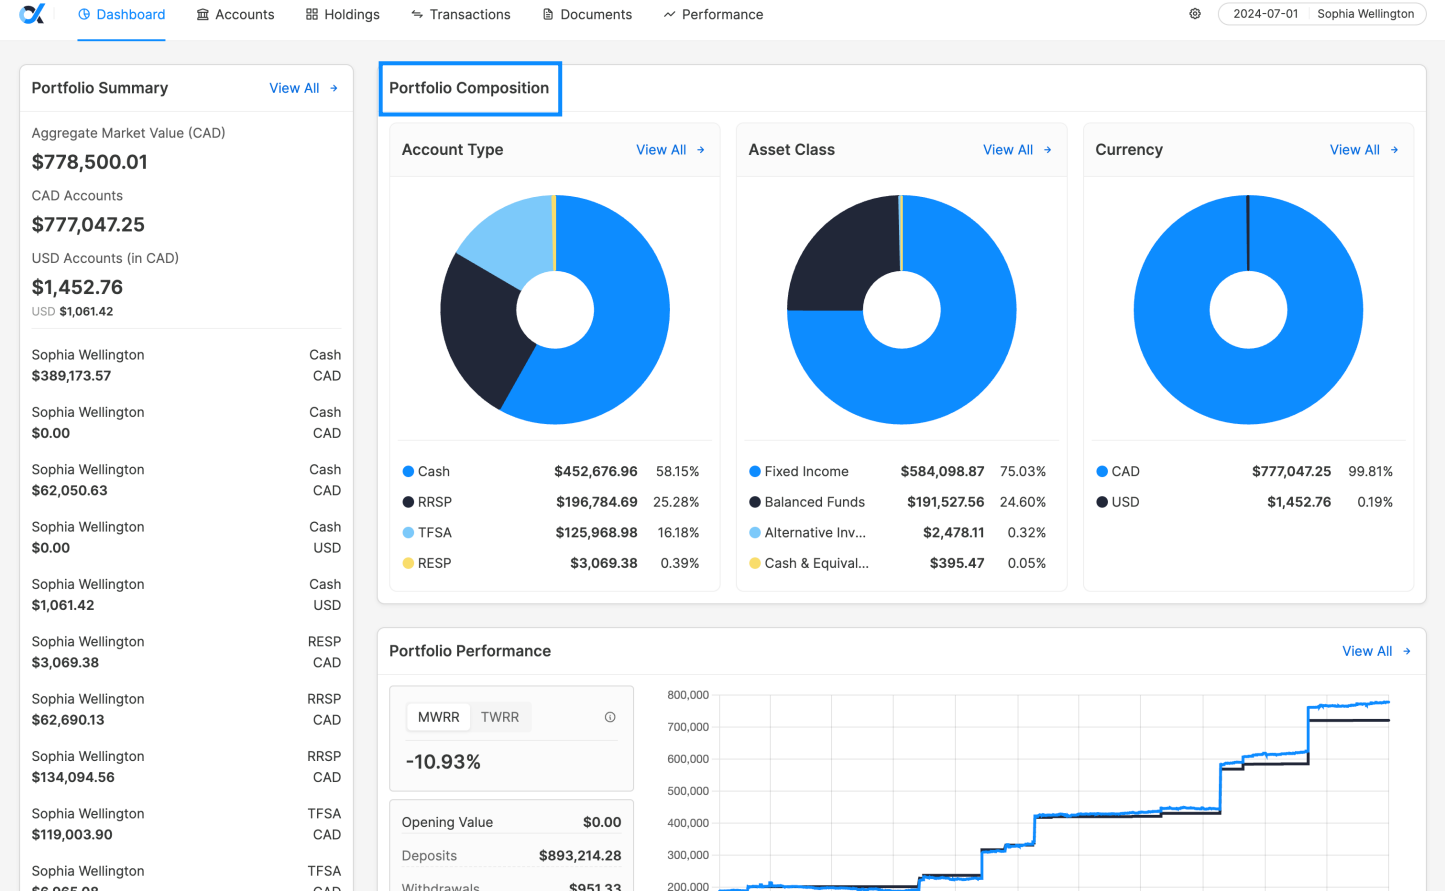 Dashboard
Accounts
Holdings
Transactions
Documents
Performance
2024-07-01
Sophia Wellington
Portfolio Summary
View All
Aggregate Market Value (CAD)
$778,500.01
CAD Accounts
$777,047.25
USD Accounts (in CAD)
$1,452.76
USD $1,061.42
Sophia Wellington Cash
$389,173.57 CAD
Sophia Wellington Cash
$0.00 CAD
Sophia Wellington Cash
$62,050.63 CAD
Sophia Wellington Cash
$0.00 USD
Sophia Wellington Cash
$1,061.42 USD
Sophia Wellington RESP
$3,069.38 CAD
Sophia Wellington RRSP
$62,690.13 CAD
Sophia Wellington RRSP
$134,094.56 CAD
Sophia Wellington TFSA
$119,003.90 CAD
Sophia Wellington TFSA
$6,965.08 CAD
Portfolio Composition
Account Type
View All
Cash $452,676.96 58.15%
RRSP $196,784.69 25.28%
TFSA $125,968.98 16.18%
RESP $3,069.38 0.39%
Asset Class
View All
Fixed Income $584,098.87 75.03%
Balanced Funds $191,527.56 24.60%
Alternative Inv... $2,478.11 0.32%
Cash & Equival... $395.47 0.05%
Currency
View All
CAD $777,047.25 99.81%
USD $1,452.76 0.19%
Portfolio Performance
View All
MWRR
TWRR
-10.93%
Opening Value $0.00
Deposits $893,214.28
Withdrawals $951.33
800,000
700,000
600,000
500,000
400,000
300,000
200,000